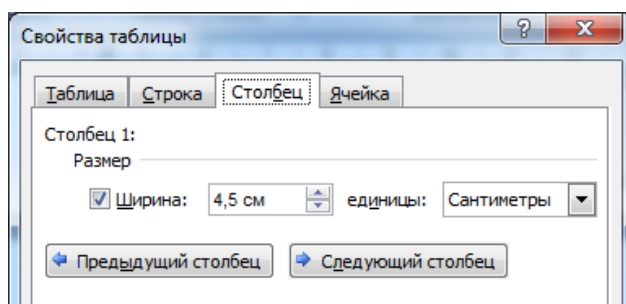 Свойства таблицы
Таблица Строка Столбец Ячейка
Столбец 1:
Размер
Ширина: 4,5 см единицы: Сантиметры
Предыдущий столбец Следующий столбец